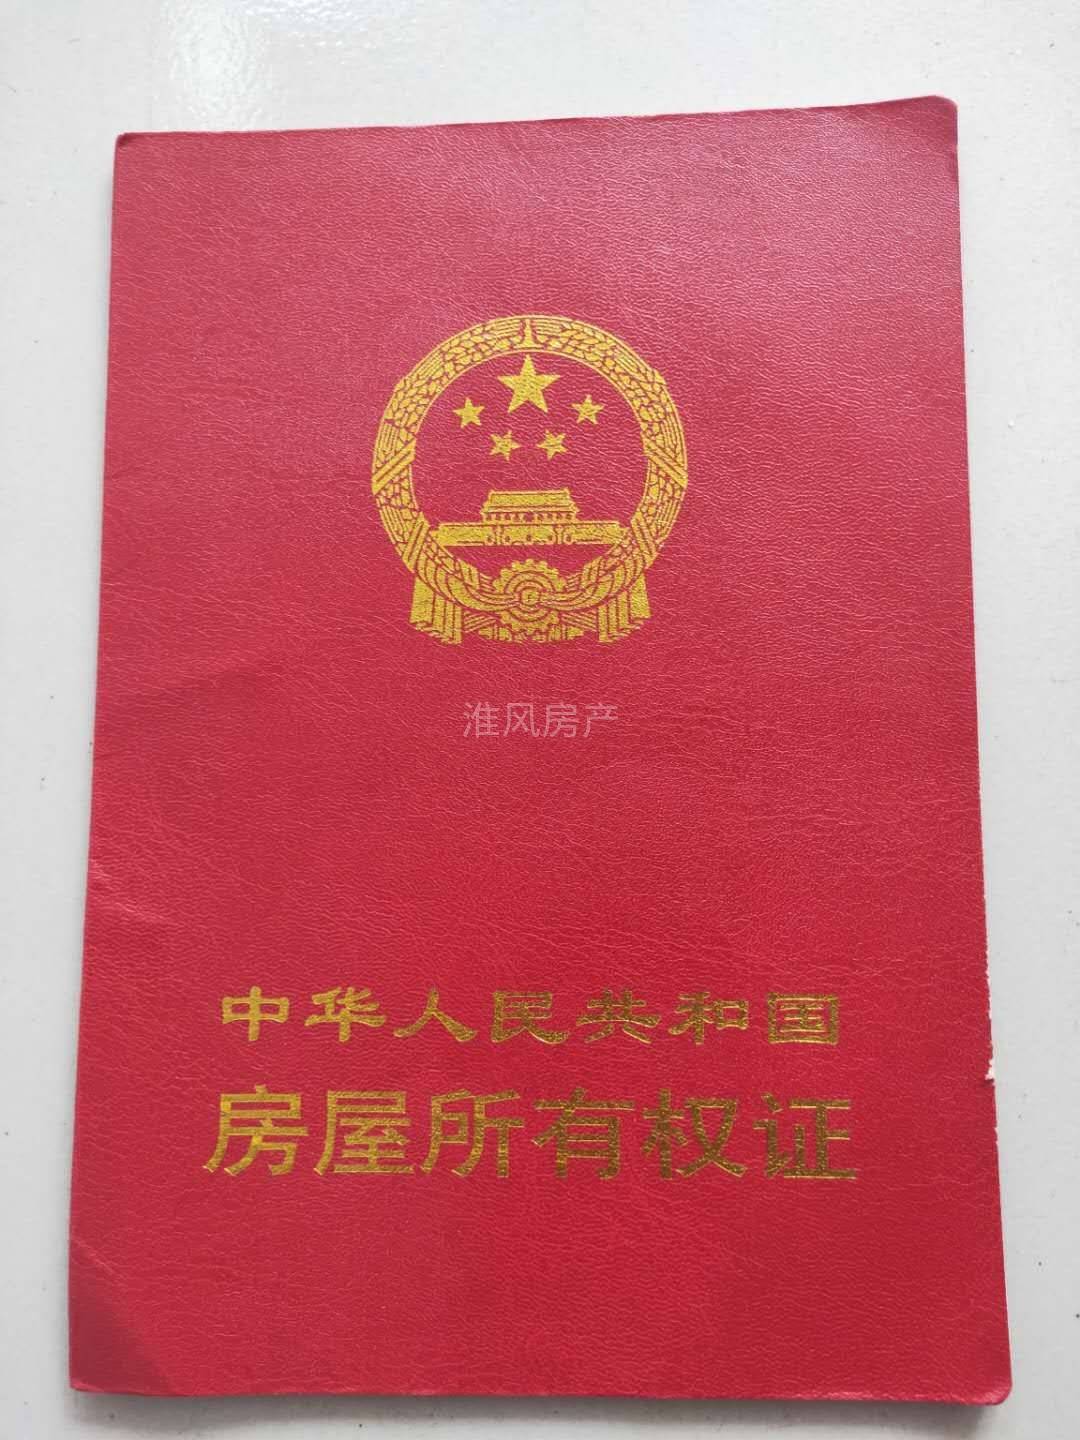 淮风房产
中华人民共和国
房屋所有权证